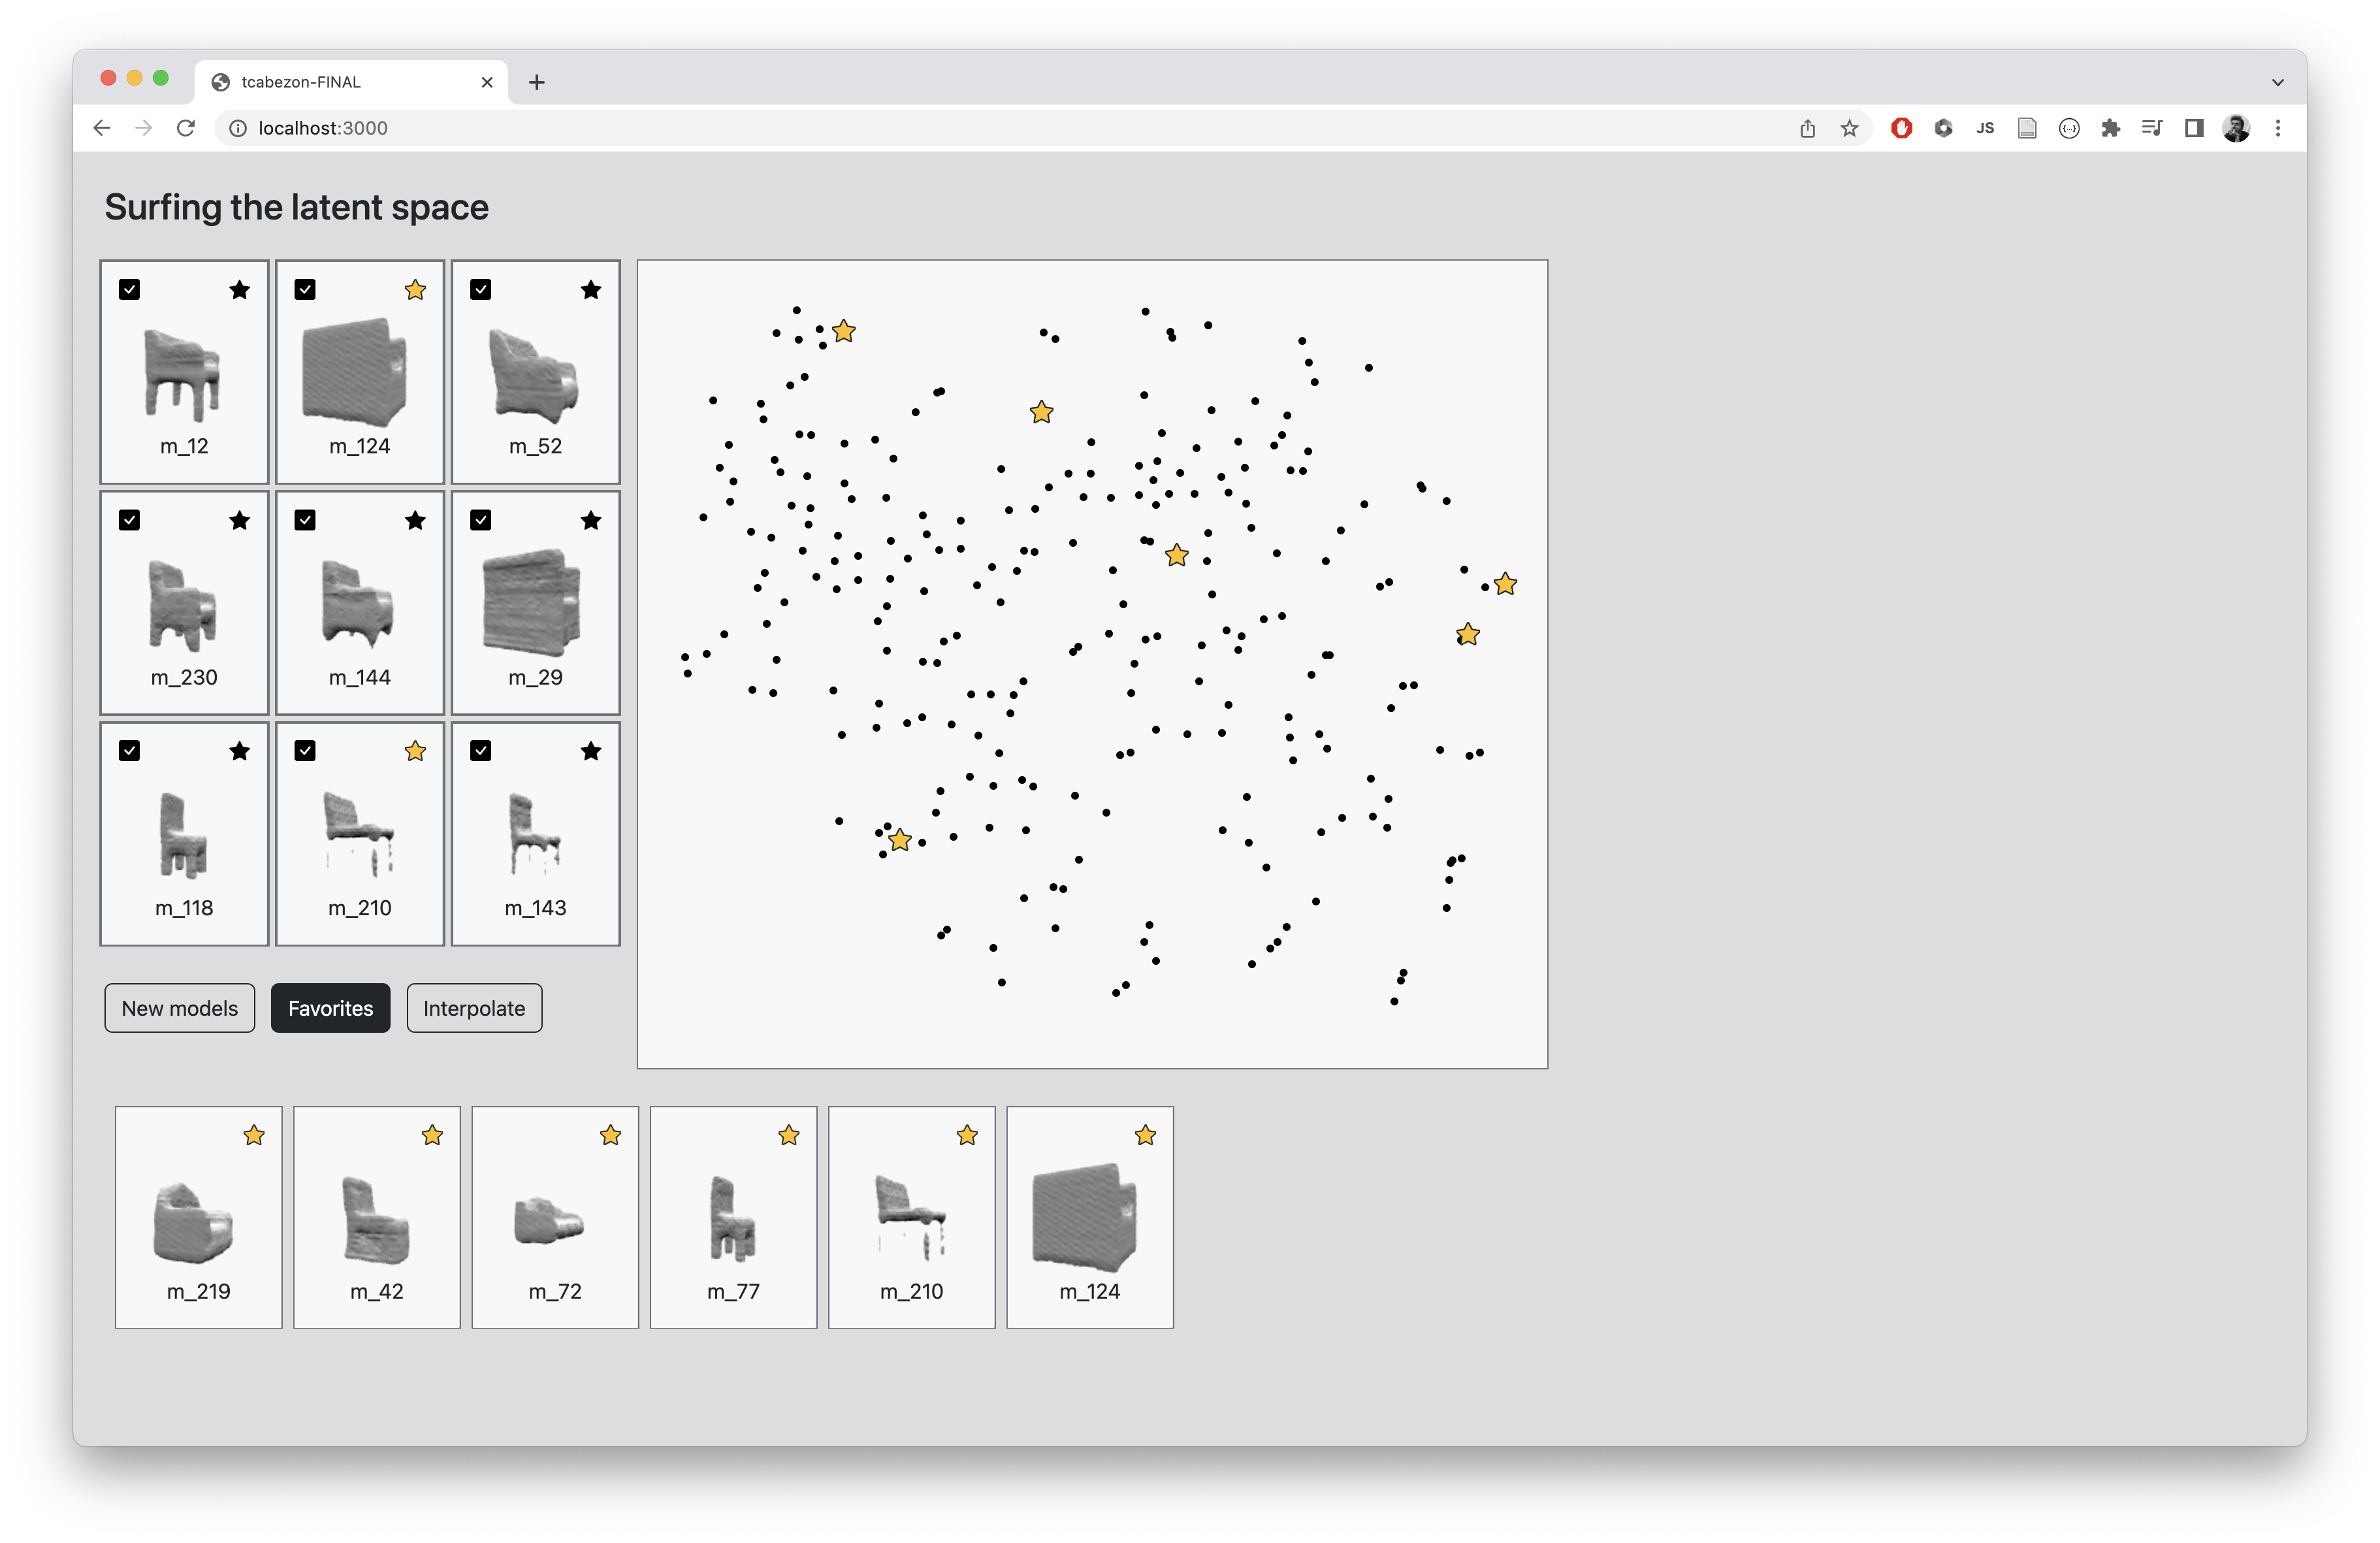 tcabezon-FINAL
localhost:3000
JS
Surfing the latent space
m_12
m_124
m_52
m_230
m_144
m_29
m_118
m_210
m_143
New models
Favorites
Interpolate
m_219
m_42
m_72
m_77
m_210
m_124